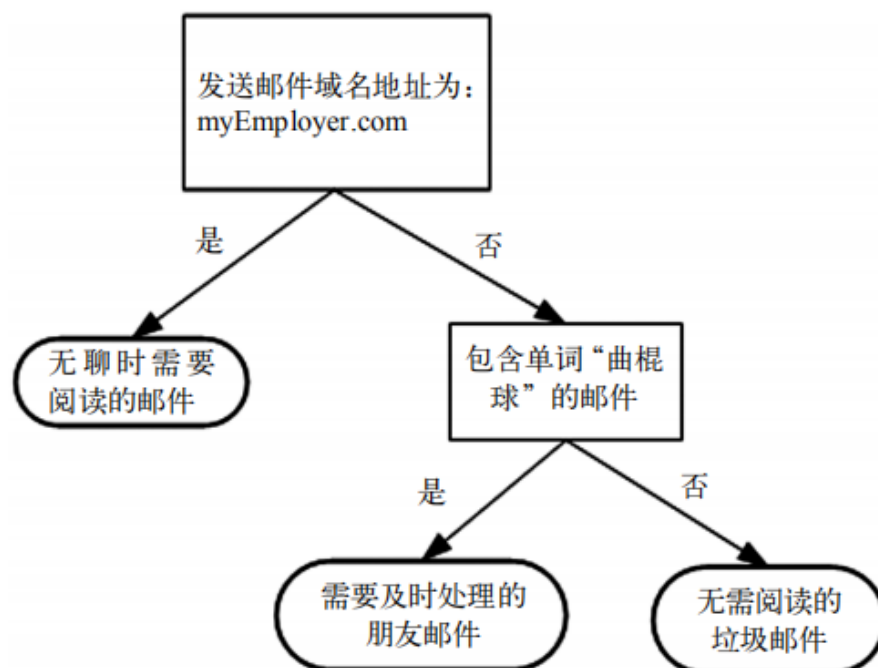 发送邮件域名地址为：
myEmployer.com
是
否
无聊时需要
阅读的邮件
包含单词“曲棍
球”的邮件
是
否
需要及时处理的
朋友邮件
无需阅读的
垃圾邮件